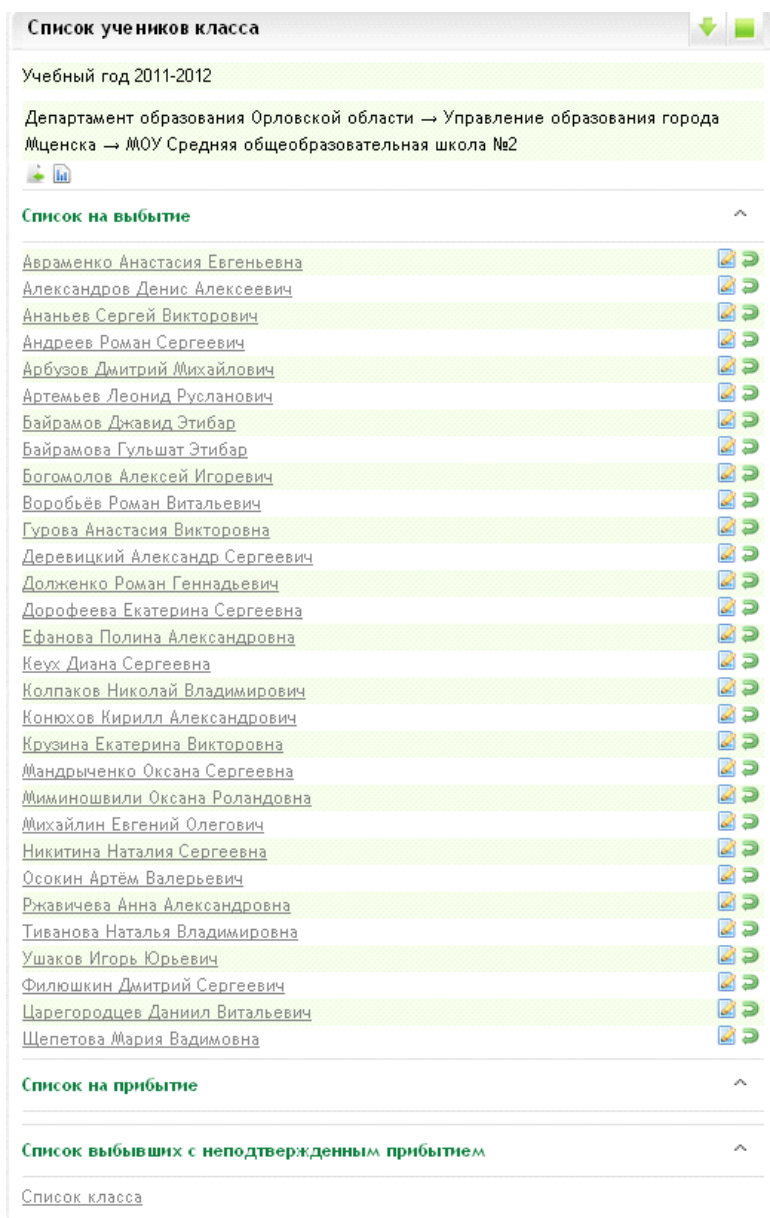 Список учеников класса
Учебный год 2011-2012
Департамент образования Орловской области → Управление образования города
Мценска → МОУ Средняя общеобразовательная школа №2
Список на выбытие
Авраменко Анастасия Евгеньевна
Александров Денис Алексеевич
Ананьев Сергей Викторович
Андреев Роман Сергеевич
Арбузов Дмитрий Михайлович
Артемьев Леонид Русланович
Байрамов Джавид Этибар
Байрамова Гульшат Этибар
Богомолов Алексей Игоревич
Воробьёв Роман Витальевич
Гурова Анастасия Викторовна
Деревицкий Александр Сергеевич
Долженко Роман Геннадьевич
Дорофеева Екатерина Сергеевна
Ефанова Полина Александровна
Кеух Диана Сергеевна
Колпаков Николай Владимирович
Конюхов Кирилл Александрович
Крузина Екатерина Викторовна
Мандрыченко Оксана Сергеевна
Миминошвили Оксана Роландовна
Михайлин Евгений Олегович
Никитина Наталия Сергеевна
Осокин Артём Валерьевич
Ржавичева Анна Александровна
Тиванова Наталья Владимировна
Ушаков Игорь Юрьевич
Филюшкин Дмитрий Сергеевич
Царегородцев Даниил Витальевич
Щепетова Мария Вадимовна
Список на прибытие
Список выбывших с неподтвержденным прибытием
Список класса